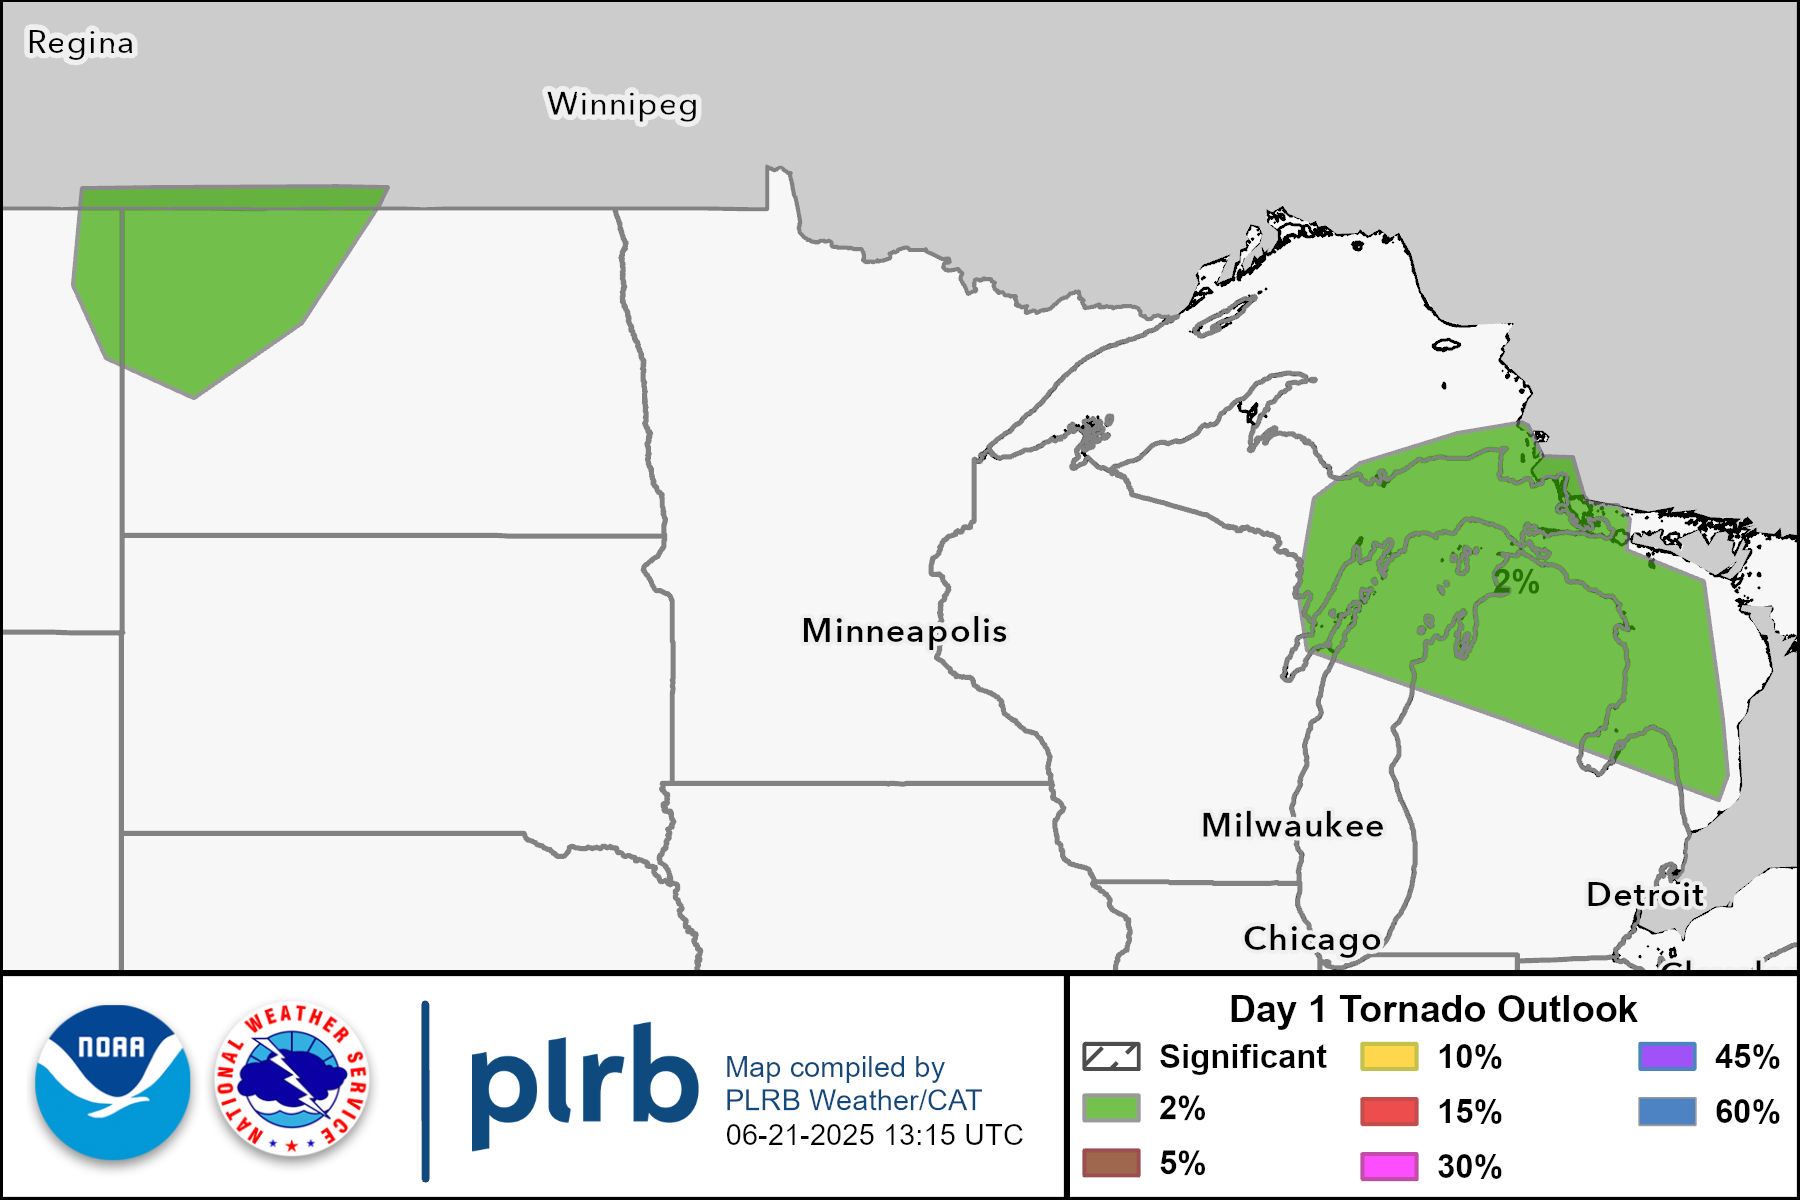 Regina
Winnipeg
2%
Minneapolis
Milwaukee
Detroit
Chicago
NOAA
NATIONAL WEATHER SERVICE
plrb
Map compiled by
PLRB Weather/CAT
06-21-2025 13:15 UTC
Day 1 Tornado Outlook
Significant
2%
5%
10%
15%
30%
45%
60%